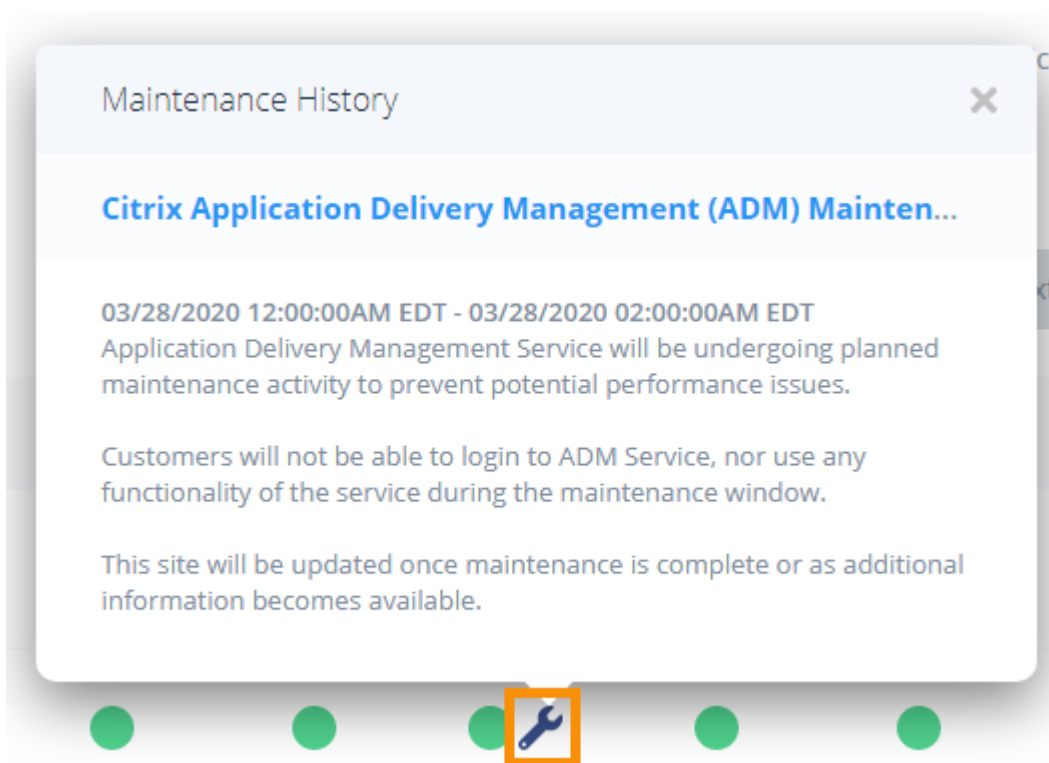 Maintenance History
Citrix Application Delivery Management (ADM) Mainten...
03/28/2020 12:00:00AM EDT - 03/28/2020 02:00:00AM EDT
Application Delivery Management Service will be undergoing planned
maintenance activity to prevent potential performance issues.
Customers will not be able to login to ADM Service, nor use any
functionality of the service during the maintenance window.
This site will be updated once maintenance is complete or as additional
information becomes available.